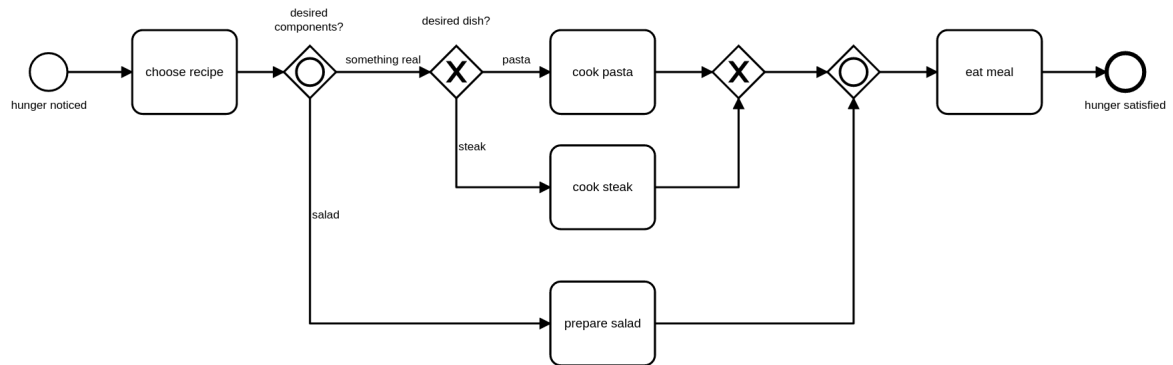 desired
components?
desired dish?
hunger noticed
choose recipe
something real
X
pasta
cook pasta
X
eat meal
hunger satisfied
steak
cook steak
salad
prepare salad